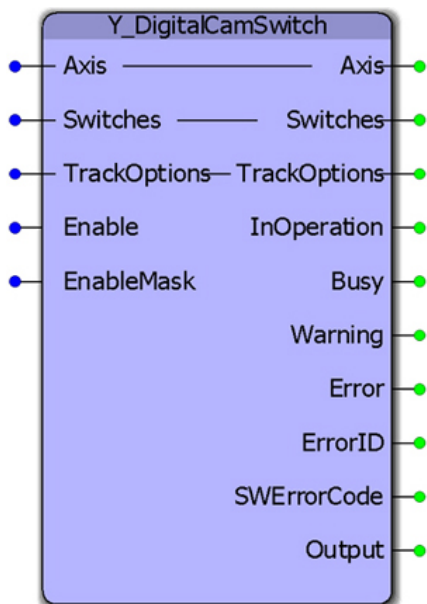 Y_DigitalCamSwitch
Axis Axis
Switches Switches
TrackOptions TrackOptions
Enable InOperation
EnableMask Busy
Warning
Error
ErrorID
SWErrorCode
Output